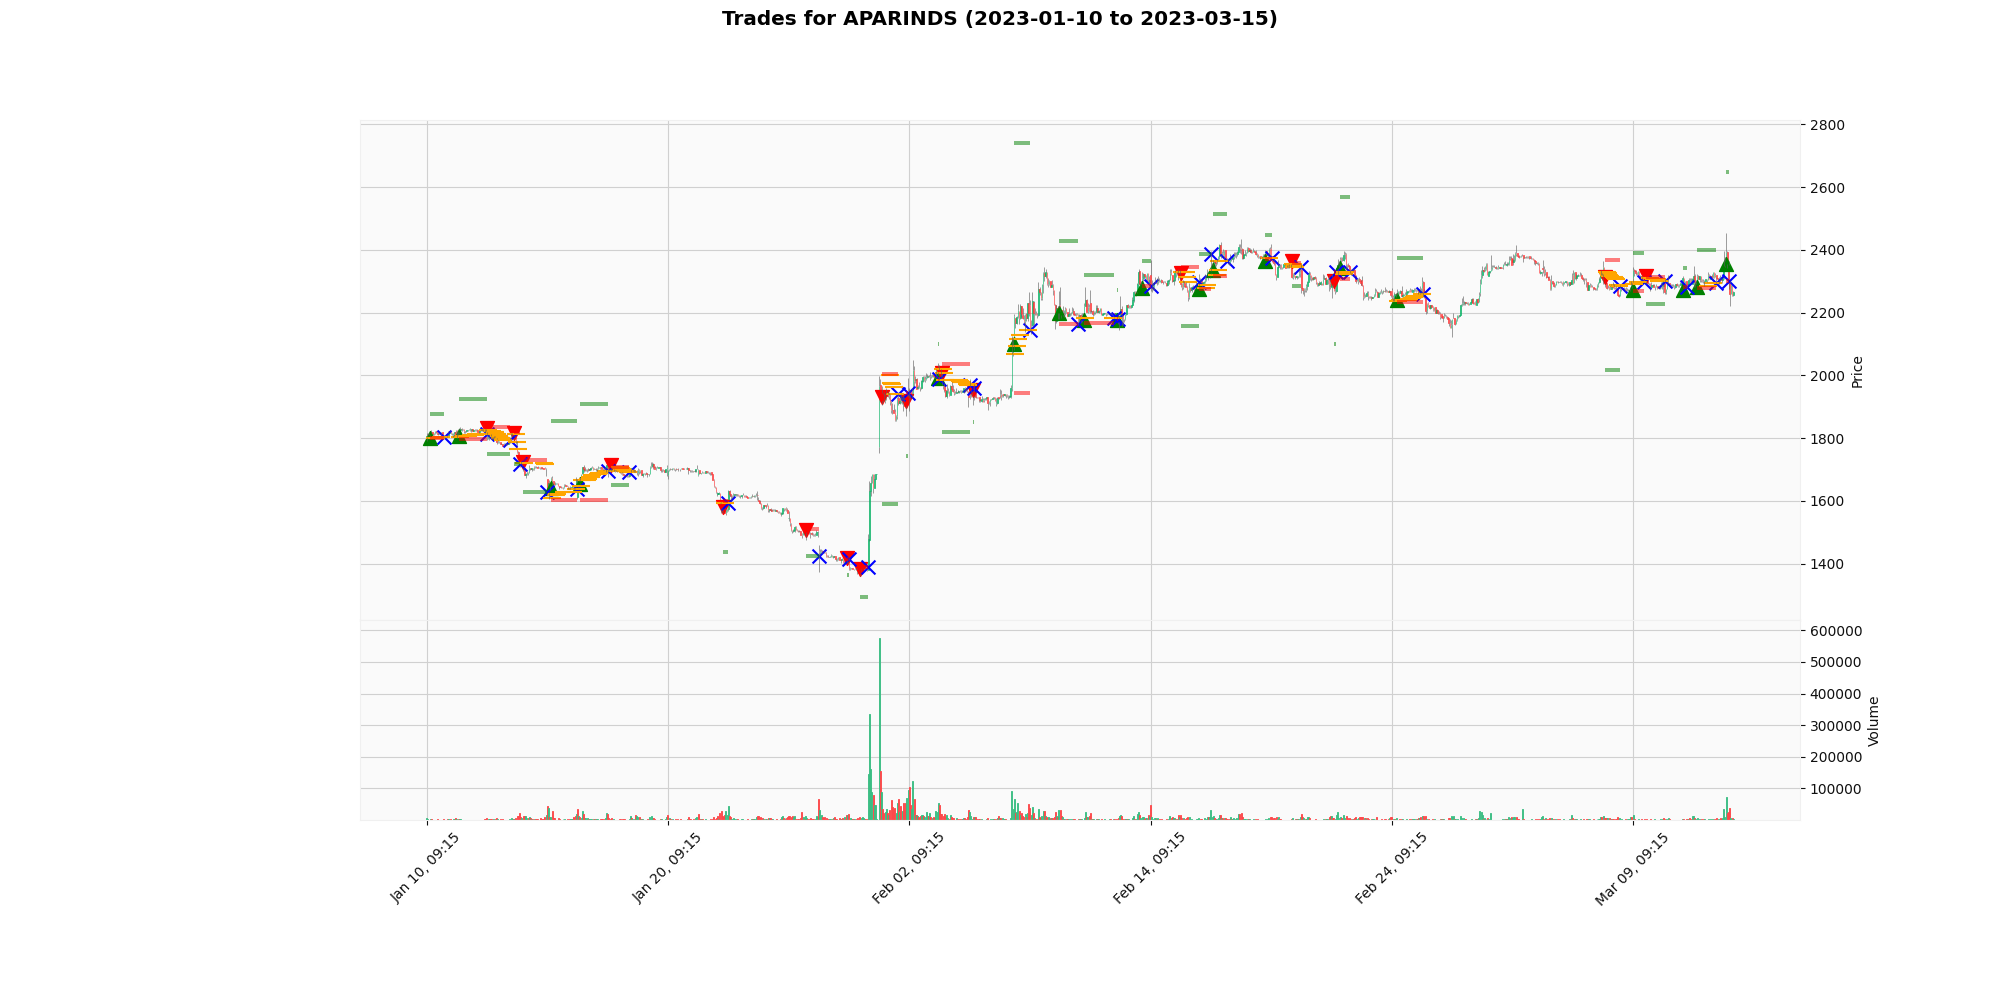 Trades for APARINDS (2023-01-10 to 2023-03-15)
2800
2600
2400
2200
2000
1800
1600
1400
Price
600000
500000
400000
300000
200000
100000
Volume
Jan 10, 09:15
Jan 20, 09:15
Feb 02, 09:15
Feb 14, 09:15
Feb 24, 09:15
Mar 09, 09:15